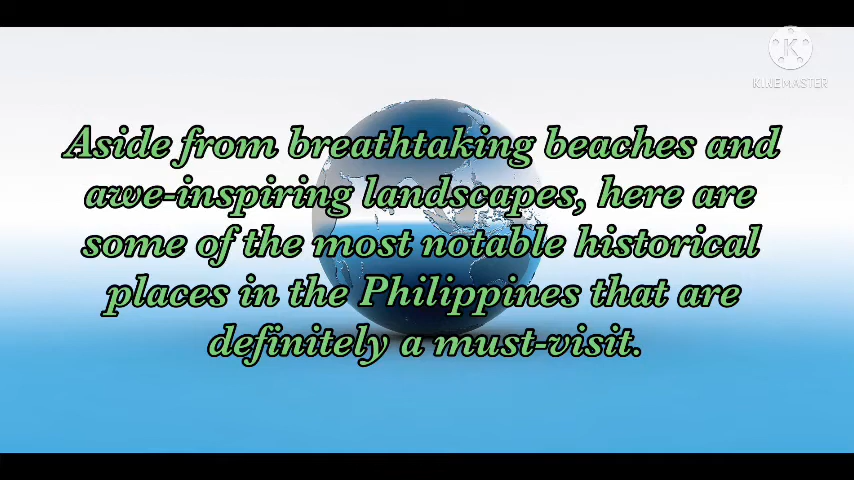 KINEMASTER
Aside from breathtaking beaches and
awe-inspiring landscapes, here are
some of the most notable historical
places in the Philippines that are
definitely a must-visit.